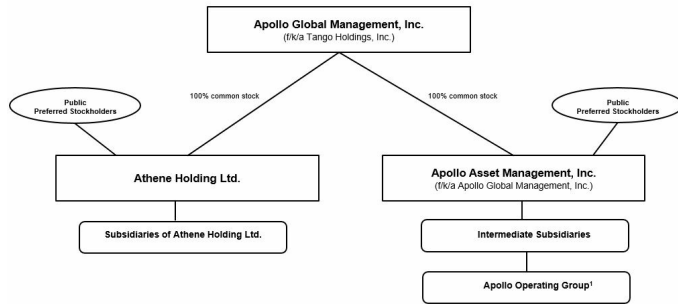 Apollo Global Management, Inc.
(f/k/a Tango Holdings, Inc.)
100% common stock
100% common stock
Public
Preferred Stockholders
Public
Preferred Stockholders
Athene Holding Ltd.
Apollo Asset Management, Inc.
(f/k/a Apollo Global Management, Inc.)
Subsidiaries of Athene Holding Ltd.
Intermediate Subsidiaries
Apollo Operating Group¹